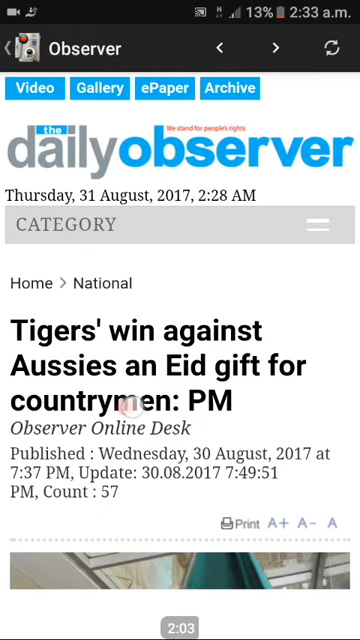 H 13% 2:33 a.m.
Observer
Video Gallery ePaper Archive
the We stand for people's rights
dailyobserver
Thursday, 31 August, 2017, 2:28 AM
CATEGORY
Home > National
Tigers' win against
Aussies an Eid gift for
countrymen: PM
Observer Online Desk
Published : Wednesday, 30 August, 2017 at
7:37 PM, Update: 30.08.2017 7:49:51
PM, Count : 57
Print A+ A- A
2:03